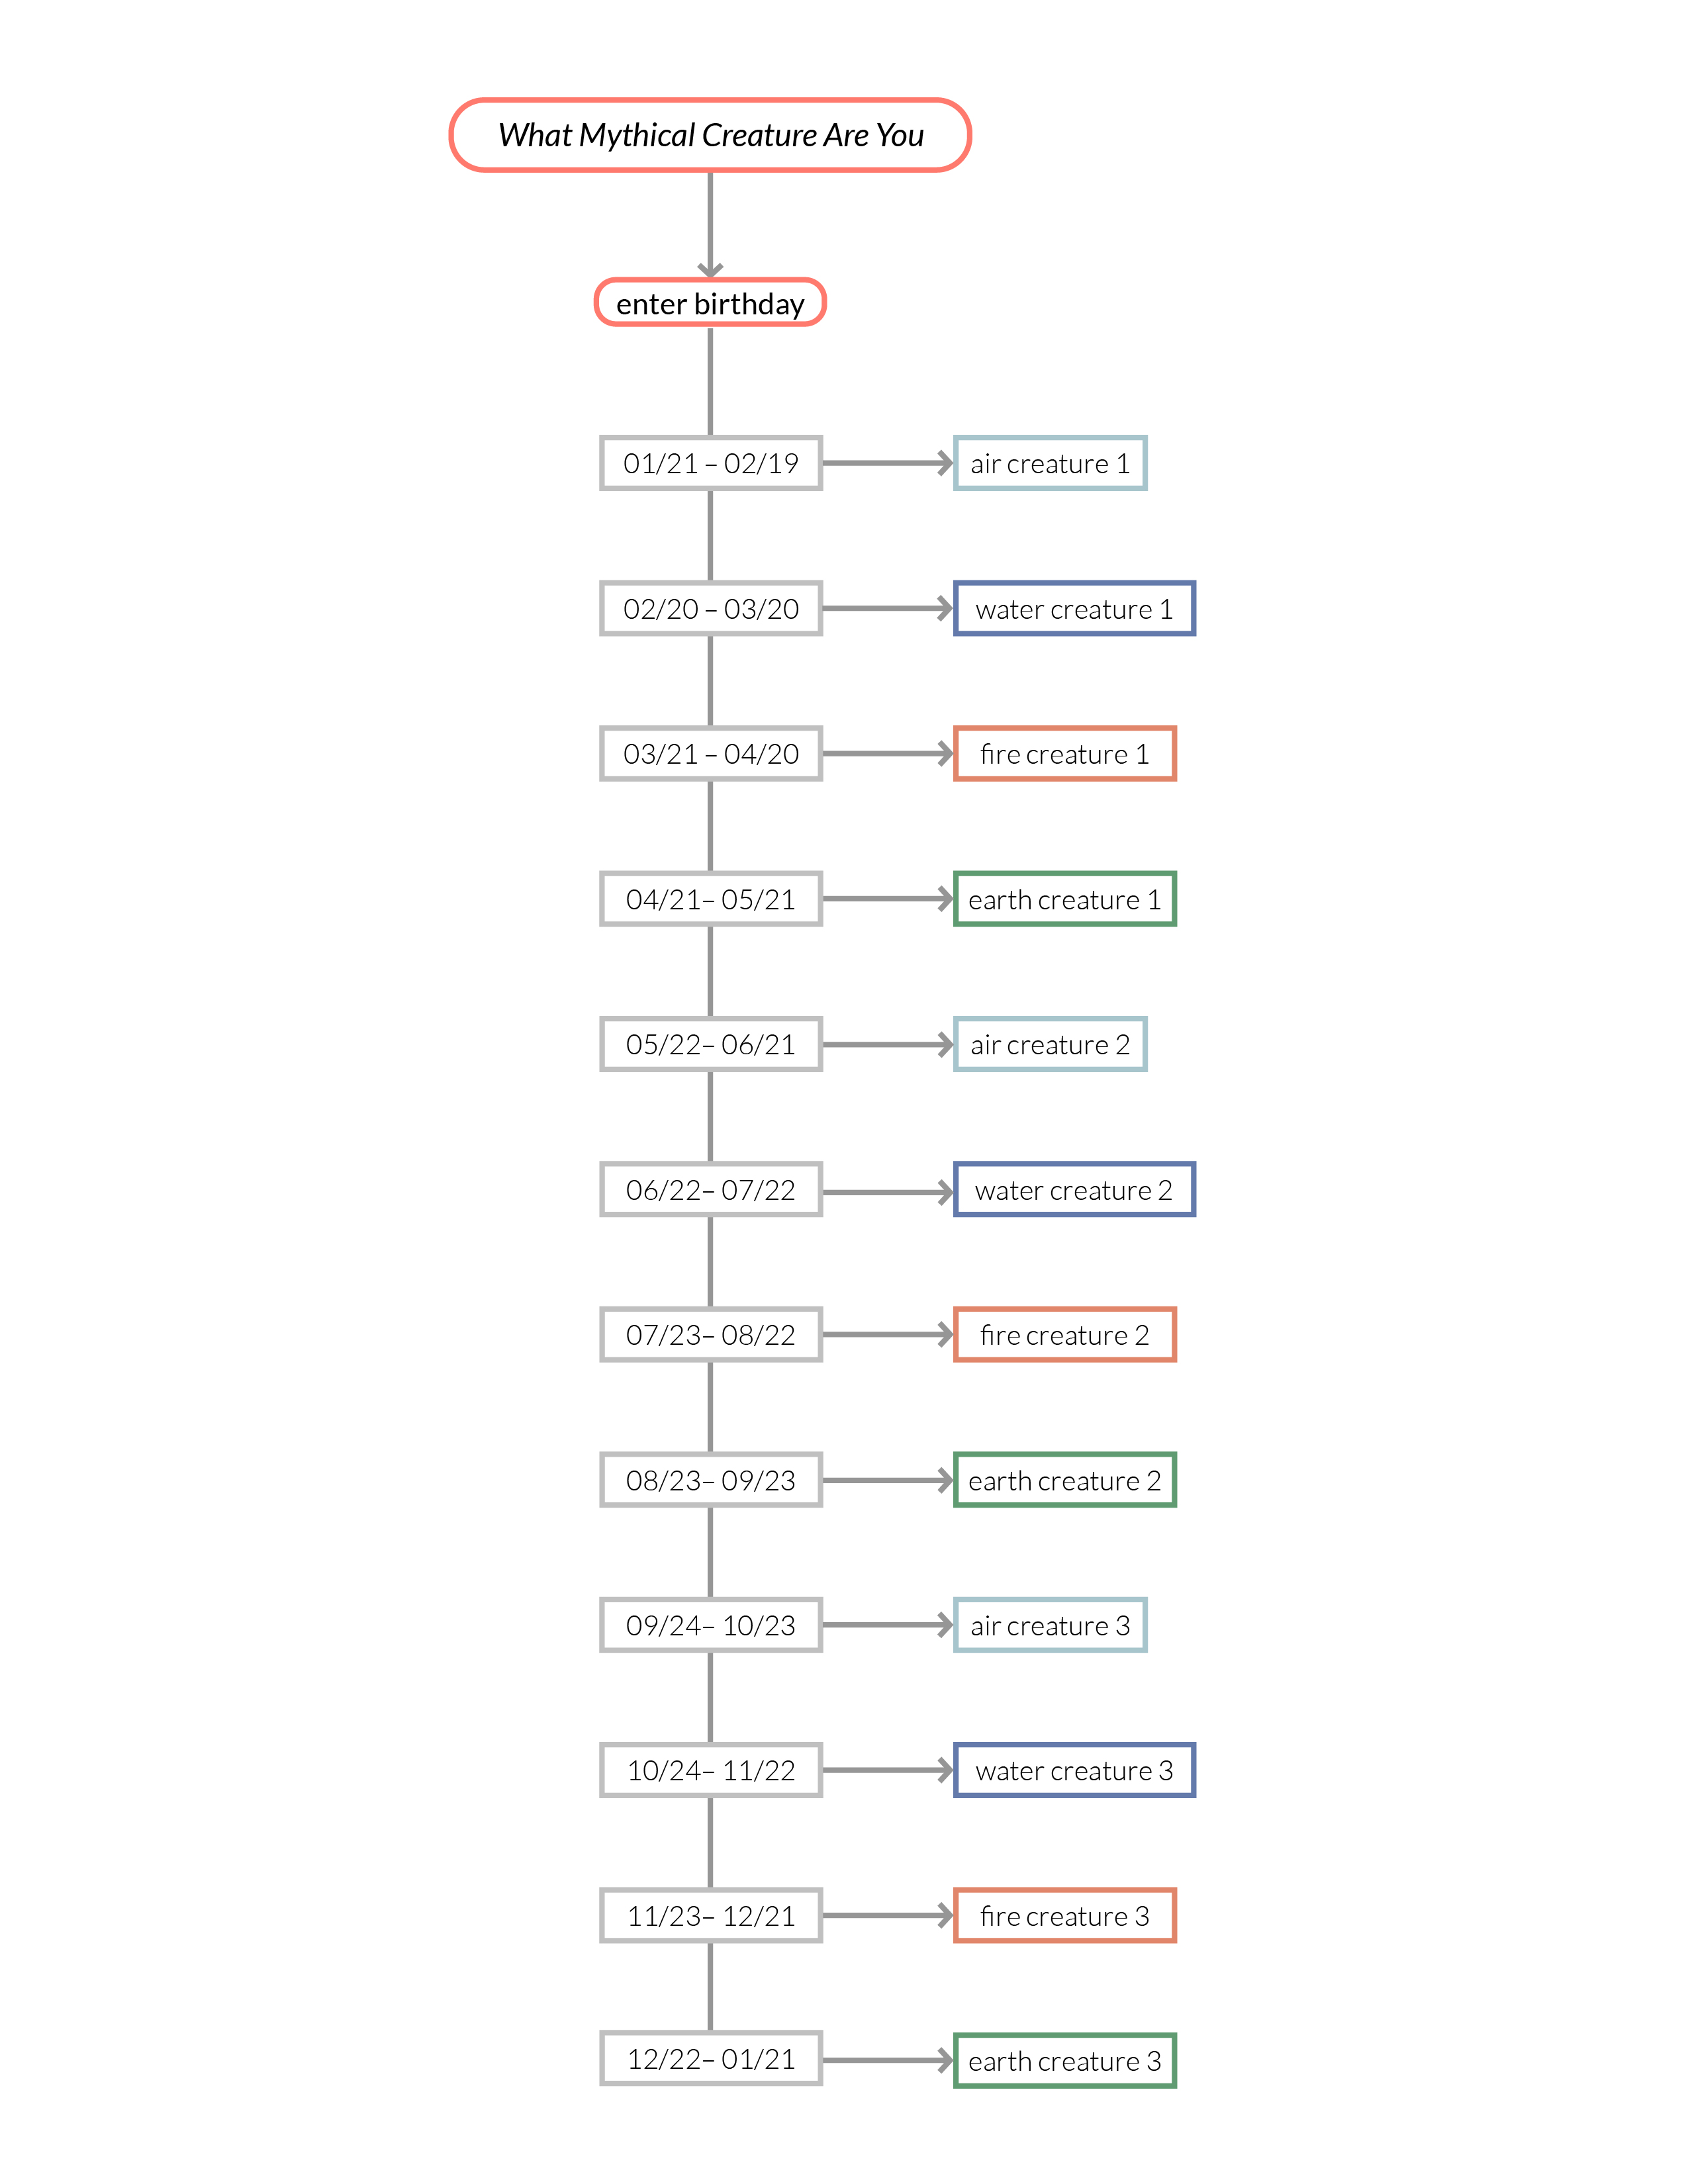 What Mythical Creature Are You
enter birthday
01/21 – 02/19
air creature 1
02/20 – 03/20
water creature 1
03/21 – 04/20
fire creature 1
04/21– 05/21
earth creature 1
05/22– 06/21
air creature 2
06/22– 07/22
water creature 2
07/23– 08/22
fire creature 2
08/23– 09/23
earth creature 2
09/24– 10/23
air creature 3
10/24– 11/22
water creature 3
11/23– 12/21
fire creature 3
12/22– 01/21
earth creature 3